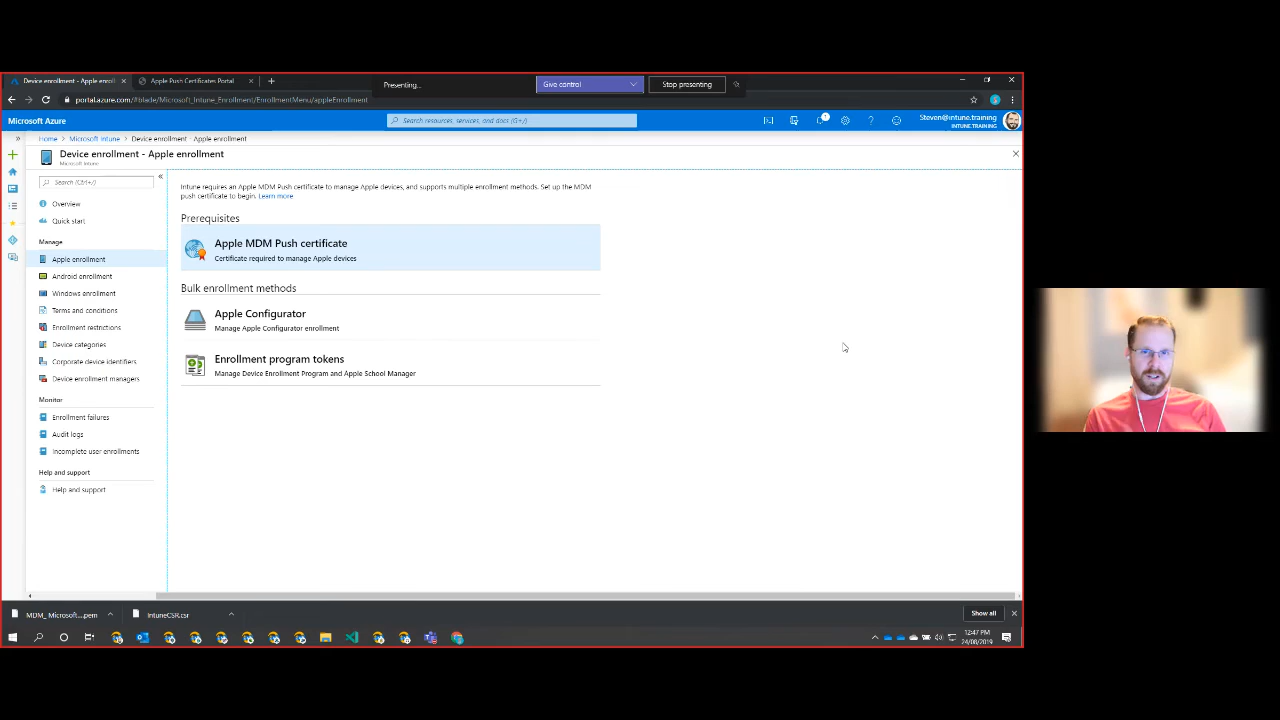 Device enrollment - Apple enroll
Apple Push Certificates Portal
Presenting...
Give control
Stop presenting
portal.azure.com/#blade/Microsoft_Intune_Enrollment/EnrollmentMenu/appleEnrollment
Microsoft Azure
Search resources, services, and docs (G+/)
1
Steven@intune.training
INTUNE.TRAINING
Home > Microsoft Intune > Device enrollment - Apple enrollment
Device enrollment - Apple enrollment
Microsoft Intune
Search (Ctrl+/)
Overview
Quick start
Manage
Apple enrollment
Android enrollment
Windows enrollment
Terms and conditions
Enrollment restrictions
Device categories
Corporate device identifiers
Device enrollment managers
Monitor
Enrollment failures
Audit logs
Incomplete user enrollments
Help and support
Help and support
Intune requires an Apple MDM Push certificate to manage Apple devices, and supports multiple enrollment methods. Set up the MDM
push certificate to begin. Learn more
Prerequisites
Apple MDM Push certificate
Certificate required to manage Apple devices
Bulk enrollment methods
Apple Configurator
Manage Apple Configurator enrollment
Enrollment program tokens
Manage Device Enrollment Program and Apple School Manager
MDM_ Microsoft....pem
IntuneCSR.csr
Show all
12:47 PM
24/08/2019